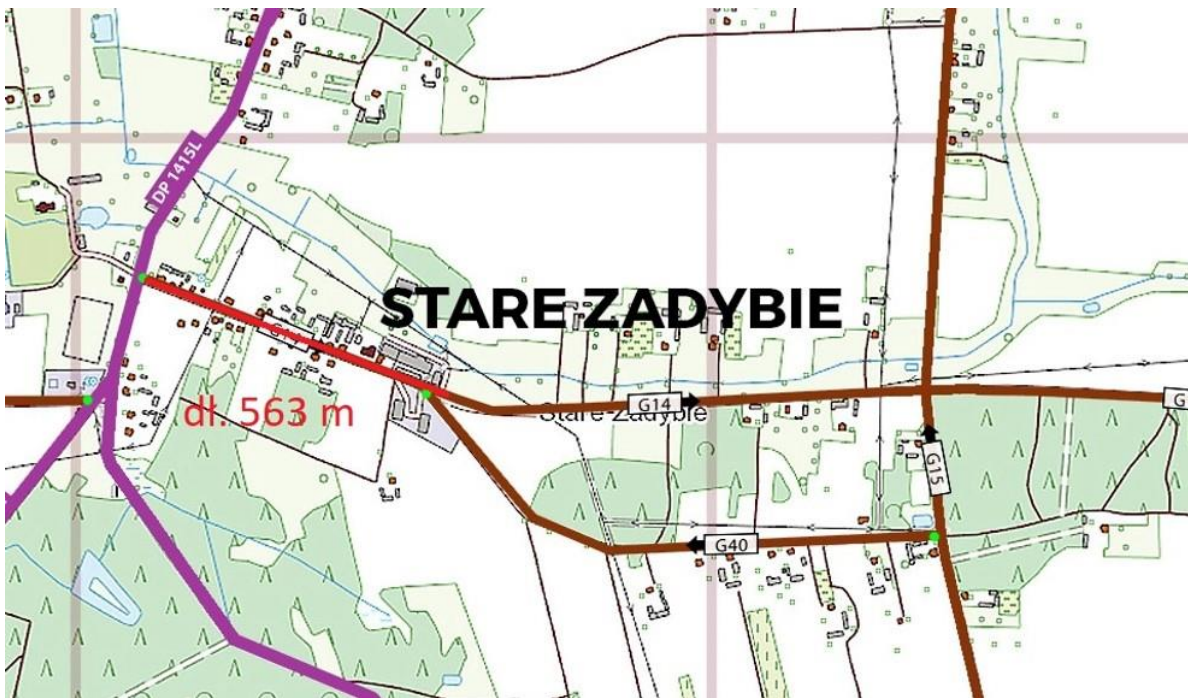 DP 1415L
STARE ZADYBIE
dł. 563 m
G14
Stare-Zadybie
G15
G40